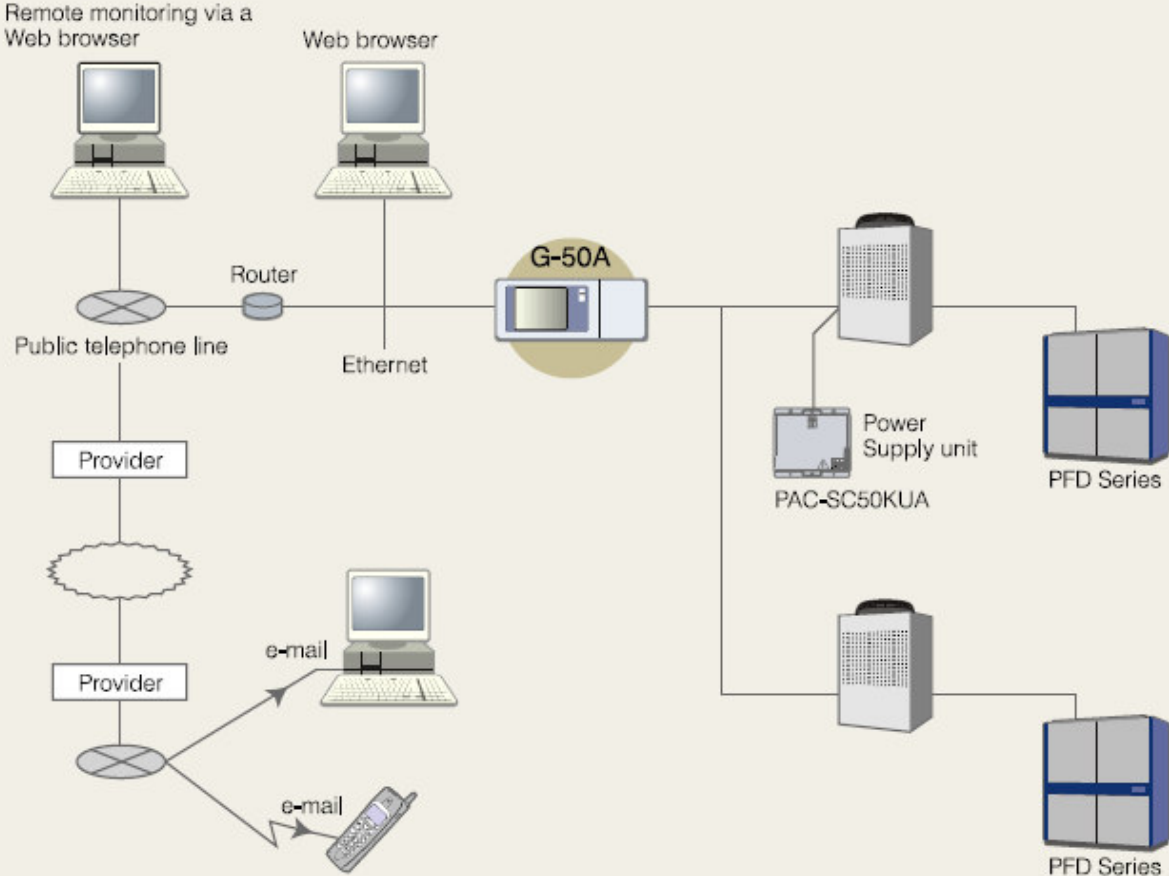 Remote monitoring via a
Web browser
Web browser
G-50A
Router
Public telephone line
Ethernet
Power
Supply unit
PAC-SC50KUA
PFD Series
Provider
e-mail
Provider
e-mail
PFD Series